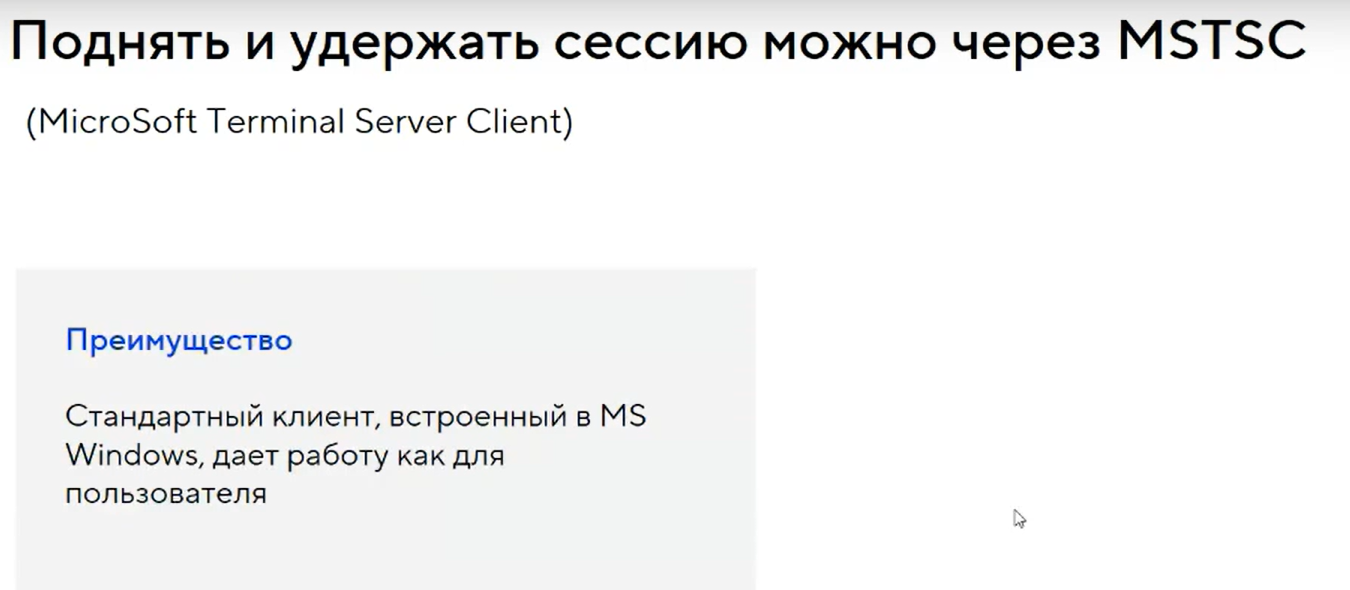 Поднять и удержать сессию можно через MSTSC
(MicroSoft Terminal Server Client)
Преимущество
Стандартный клиент, встроенный в MS
Windows, дает работу как для
пользователя